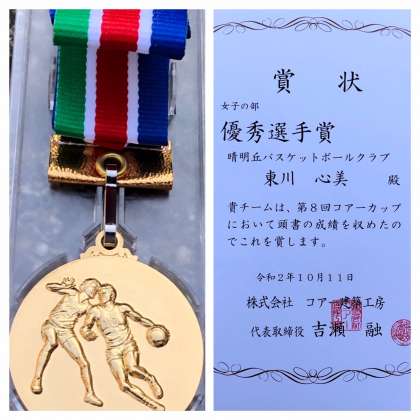 賞状
女子の部
優秀選手賞
晴明丘バスケットボールクラブ
東川 心美 殿
貴チームは、第8回コアーカップ
において頭書の成績を収めたの
でこれを賞します。
令和2年10月11日
株式会社 コアー建築工房
代表取締役 吉瀬 融